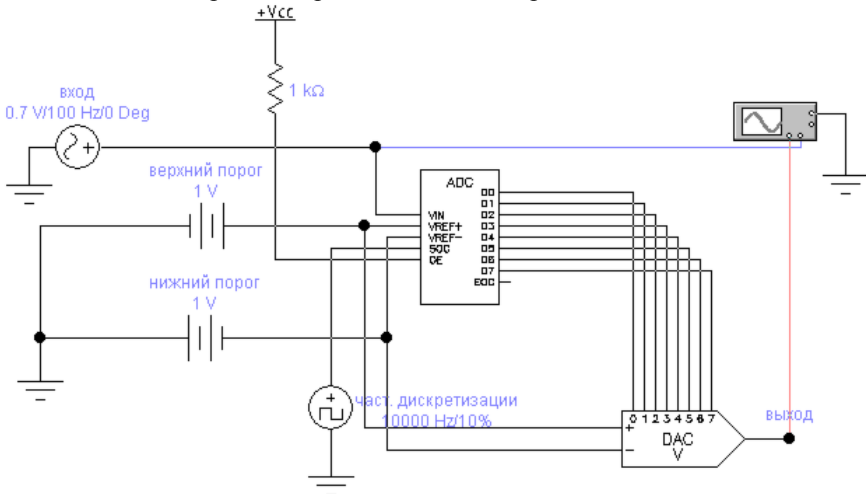 +Vcc
1 kΩ
вход
0.7 V/100 Hz/0 Deg
верхний порог
1 V
ADC
VIN
VREF+
VREF-
SOC
OE
D0
D1
D2
D3
D4
D5
D6
D7
EOC
нижний порог
1 V
част. дискретизации
10000 Hz/10%
0 1 2 3 4 5 6 7
+
-
DAC
V
выход